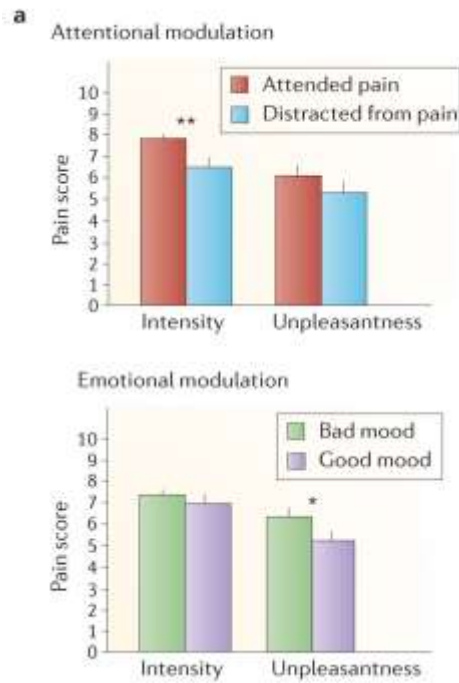 a
Attentional modulation
Attended pain
Distracted from pain
10
9
8
7
6
5
4
3
2
1
0
Pain score
**
Intensity
Unpleasantness
Emotional modulation
Bad mood
Good mood
10
9
8
7
6
5
4
3
2
1
0
Pain score
*
Intensity
Unpleasantness